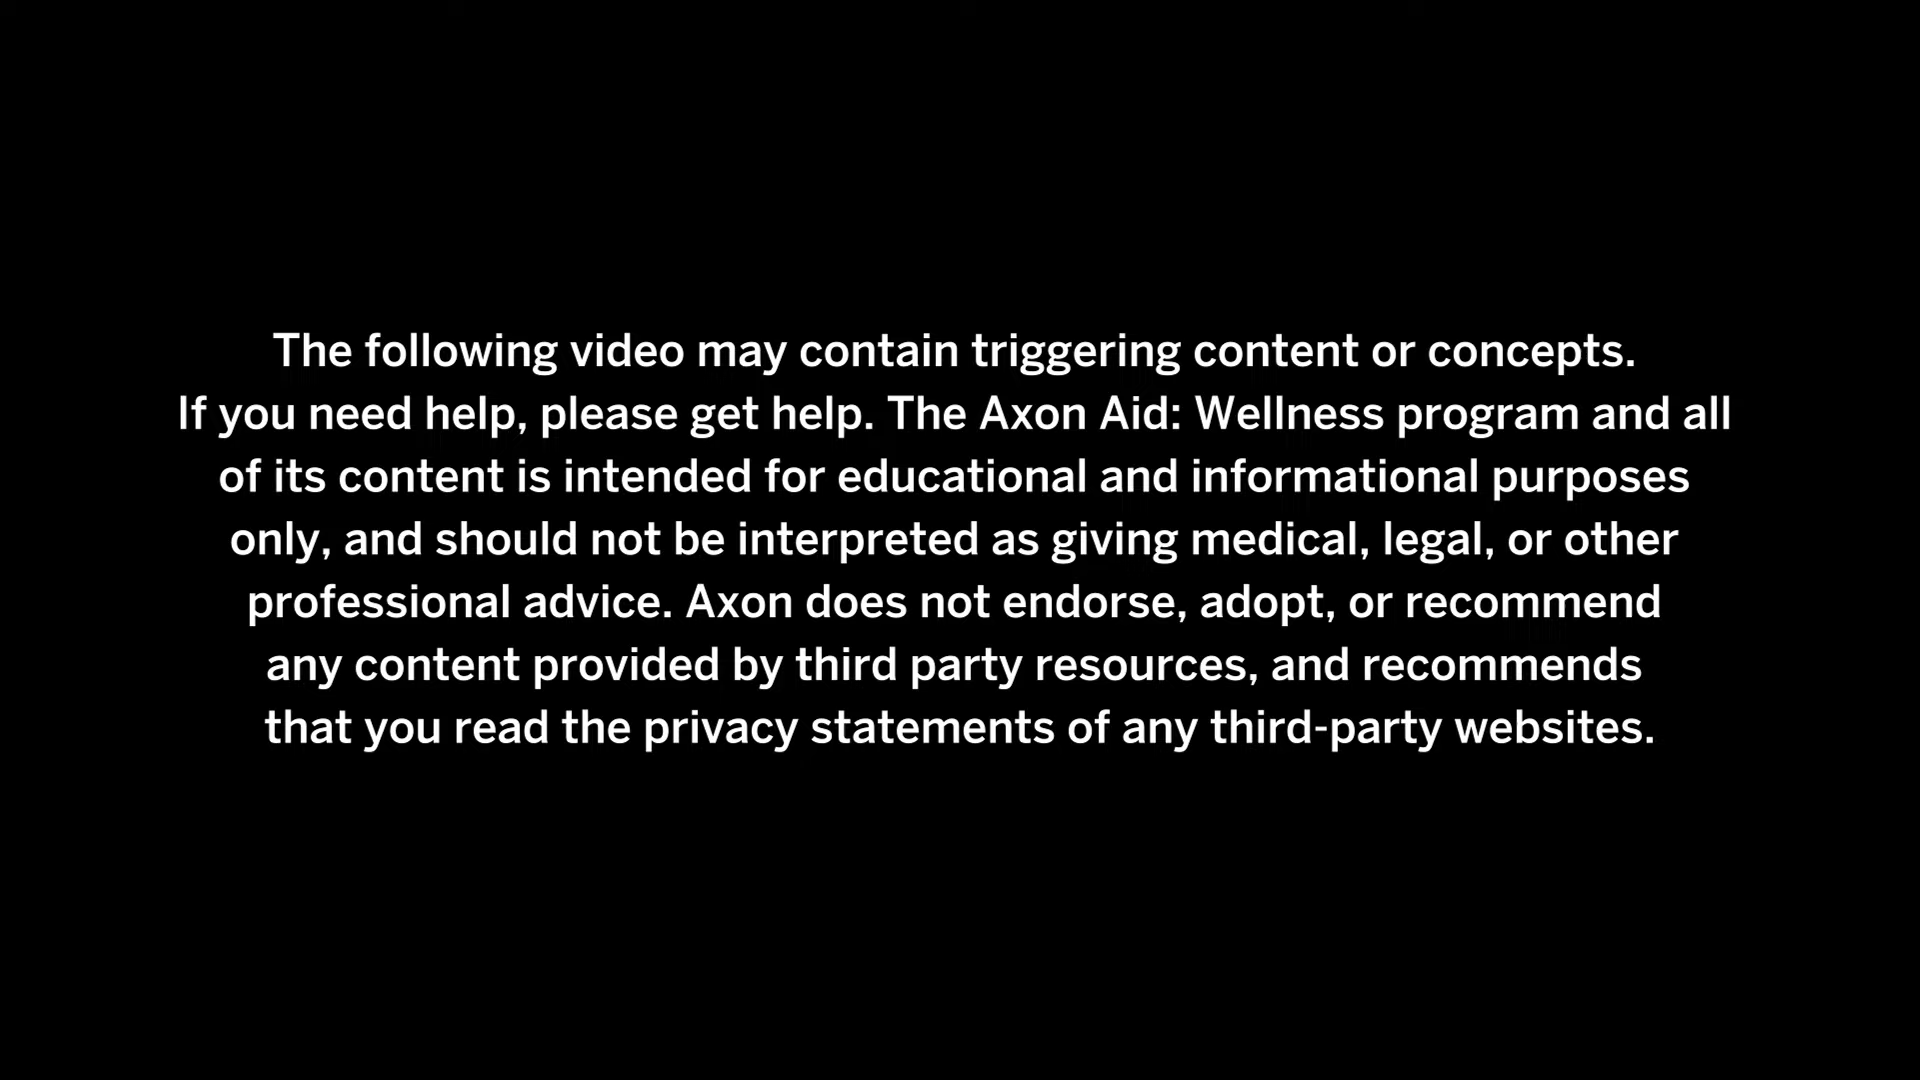 The following video may contain triggering content or concepts.
If you need help, please get help. The Axon Aid: Wellness program and all
of its content is intended for educational and informational purposes
only, and should not be interpreted as giving medical, legal, or other
professional advice. Axon does not endorse, adopt, or recommend
any content provided by third party resources, and recommends
that you read the privacy statements of any third-party websites.